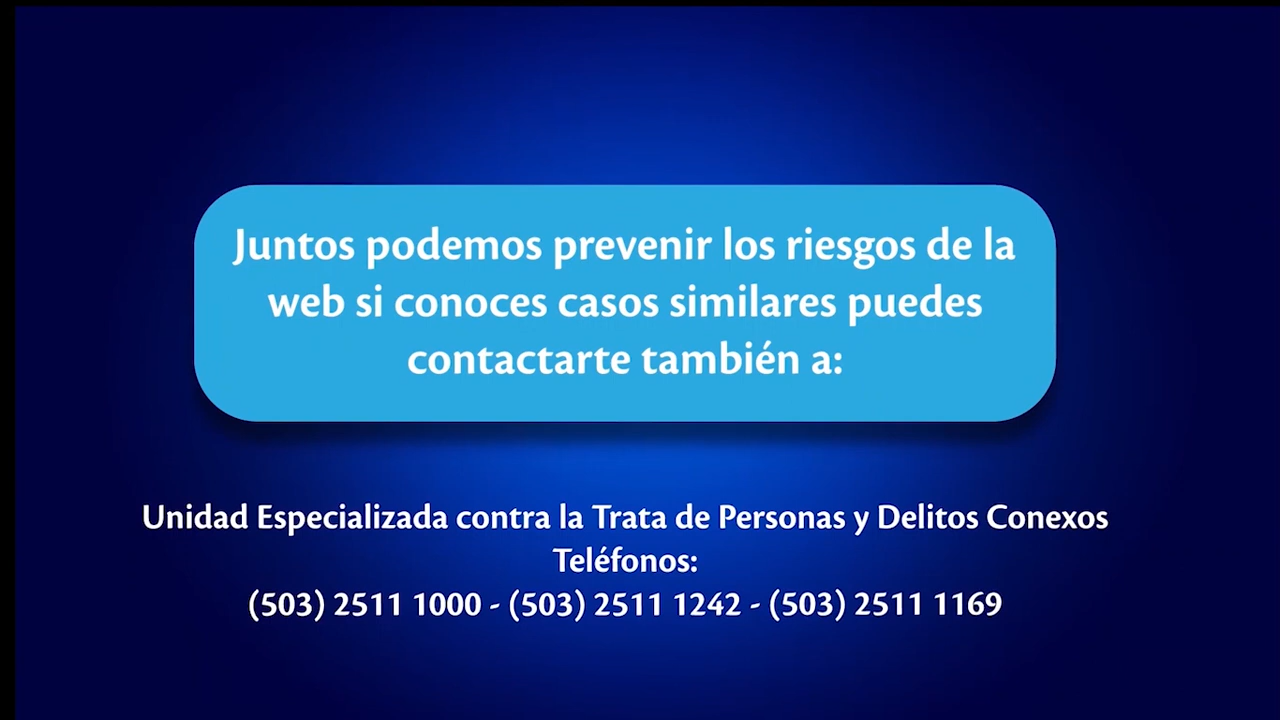 Juntos podemos prevenir los riesgos de la
web si conoces casos similares puedes
contactarte también a:
Unidad Especializada contra la Trata de Personas y Delitos Conexos
Teléfonos:
(503) 2511 1000 - (503) 2511 1242 - (503) 2511 1169